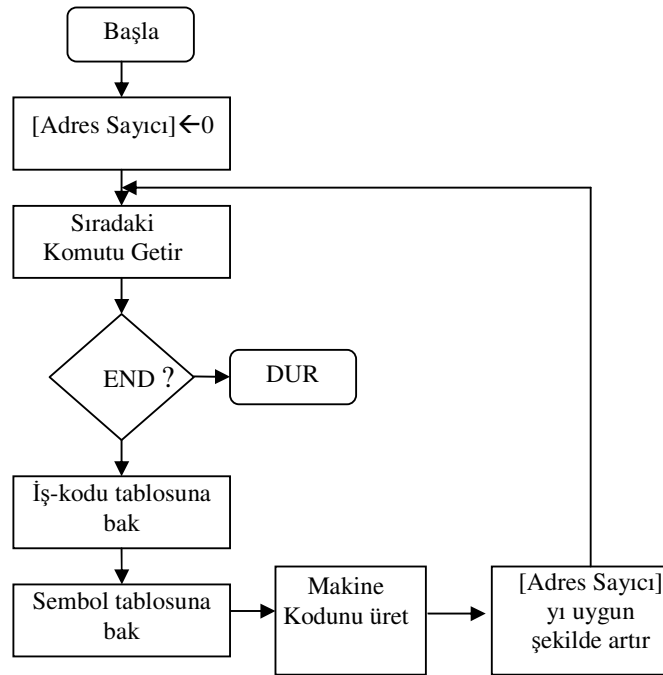 Başla
[Adres Sayıcı]←0
Sıradaki
Komutu Getir
END ?
DUR
İş-kodu tablosuna
bak
Sembol tablosuna
bak
Makine
Kodunu üret
[Adres Sayıcı]
yı uygun
şekilde artır